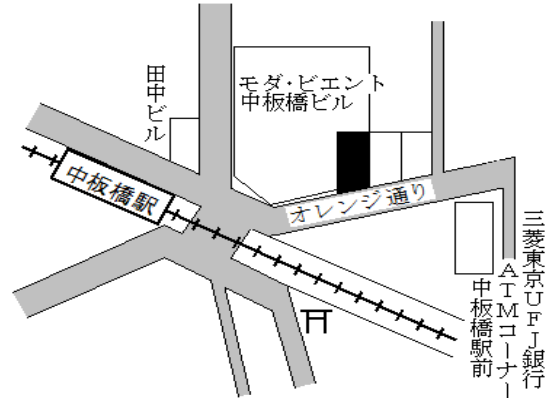 田中ビル
モダ・ビエント
中板橋ビル
中板橋駅
オレンジ通り
三菱東京UFJ銀行
ATMコーナー
中板橋駅前